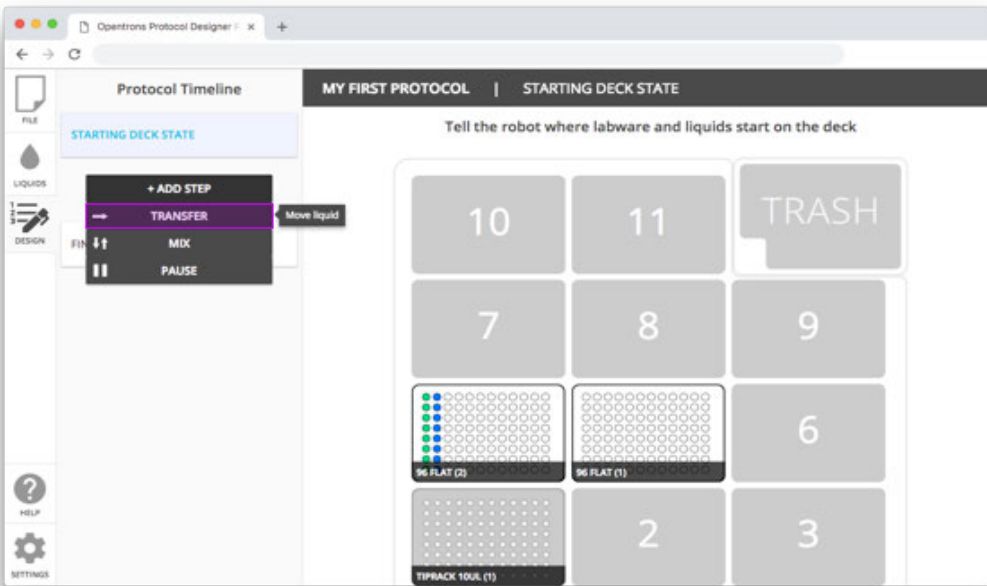 Opentrons Protocol Designer
FILE
LIQUIDS
DESIGN
HELP
SETTINGS
Protocol Timeline
STARTING DECK STATE
+ ADD STEP
TRANSFER
Move liquid
MIX
PAUSE
MY FIRST PROTOCOL | STARTING DECK STATE
Tell the robot where labware and liquids start on the deck
10
11
TRASH
7
8
9
96 FLAT (2)
96 FLAT (1)
6
TIPRACK 10UL (1)
2
3